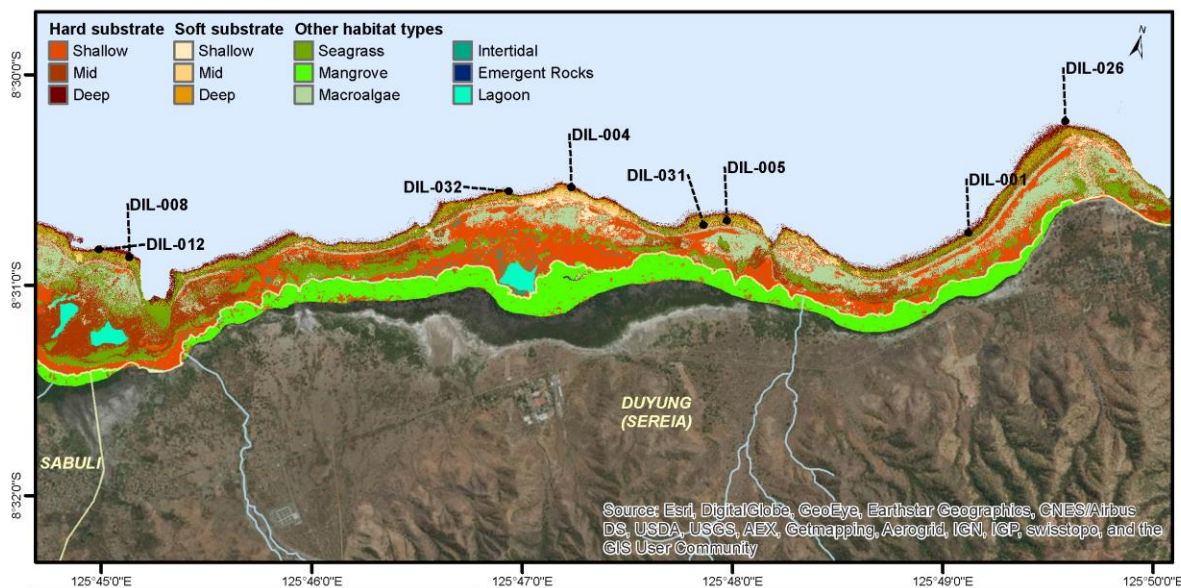 Hard substrate Soft substrate Other habitat types
Shallow Shallow Seagrass Intertidal
Mid Mid Mangrove Emergent Rocks
Deep Deep Macroalgae Lagoon
N
8°30'0"S
8°31'0"S
8°32'0"S
DIL-026
DIL-004
DIL-032
DIL-031
DIL-005
DIL-001
DIL-008
DIL-012
DUYUNG
(SEREIA)
SABULI
Source: Esri, DigitalGlobe, GeoEye, Earthstar Geographics, CNES/Airbus
DS, USDA, USGS, AEX, Getmapping, Aerogrid, IGN, IGP, swisstopo, and the
GIS User Community
125°45'0"E 125°46'0"E 125°47'0"E 125°48'0"E 125°49'0"E 125°50'0"E